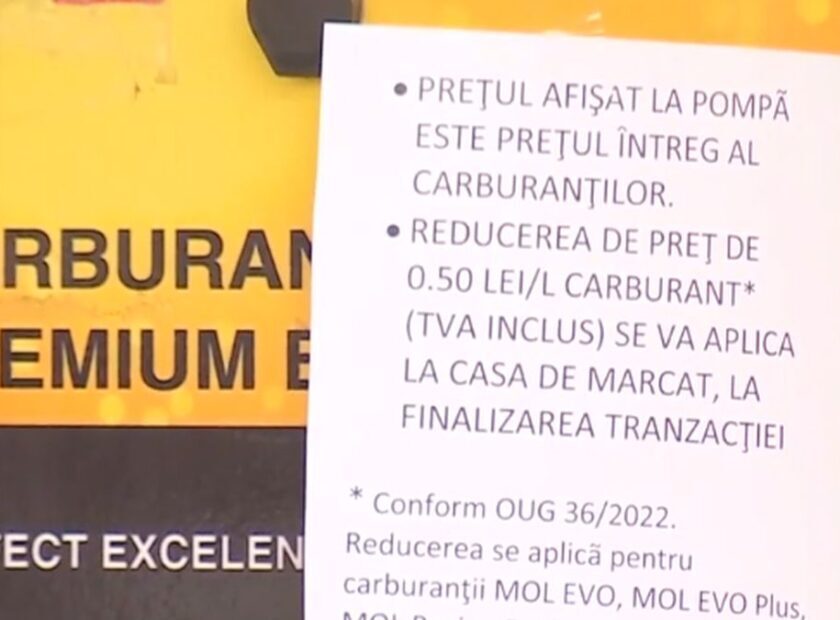 PREŢUL AFIŞAT LA POMPÃ
ESTE PREŢUL ÎNTREG AL
CARBURANŢILOR.
REDUCEREA DE PREŢ DE
0.50 LEI/L CARBURANT*
(TVA INCLUS) SE VA APLICA
LA CASA DE MARCAT, LA
FINALIZAREA TRANZACŢIEI
* Conform OUG 36/2022.
Reducerea se aplicã pentru
carburanţii MOL EVO, MOL EVO Plus,
RBURAN
EMIUM E
ECT EXCELEN